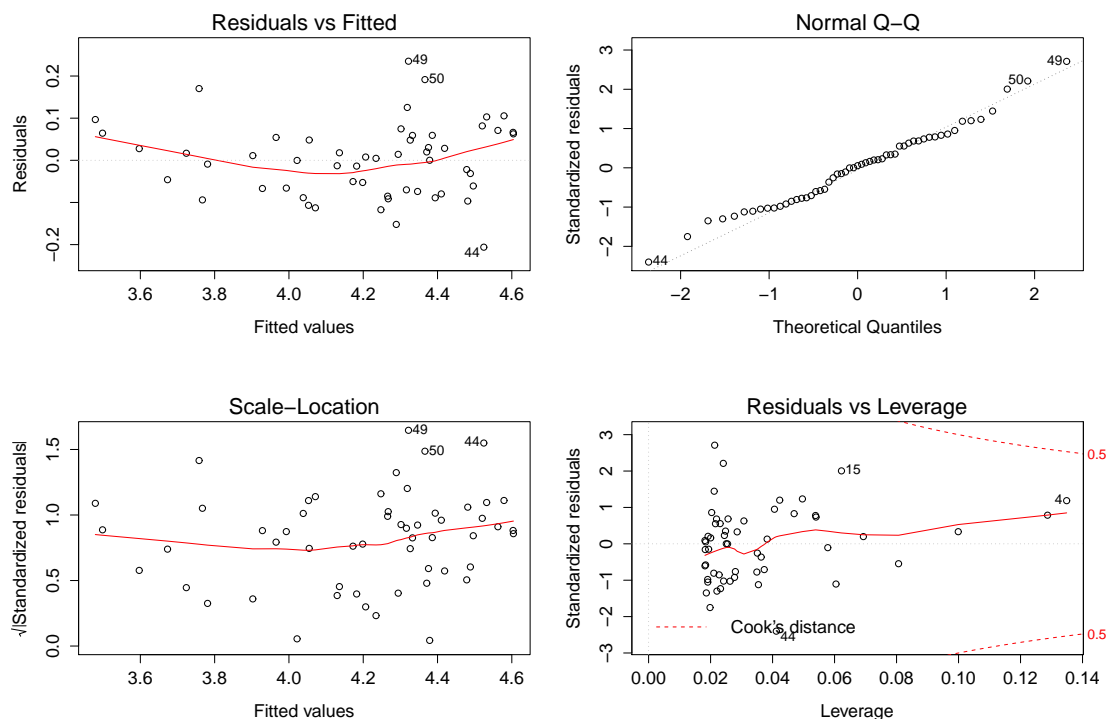 Residuals vs Fitted
Residuals
0.2
0.0
−0.2
49
50
44
3.6 3.8 4.0 4.2 4.4 4.6
Fitted values
Normal Q−Q
Standardized residuals
3
2
1
0
−1
−2
49
50
44
−2 −1 0 1 2
Theoretical Quantiles
Scale−Location
√|Standardized residuals|
1.5
1.0
0.5
0.0
49
50
44
3.6 3.8 4.0 4.2 4.4 4.6
Fitted values
Residuals vs Leverage
Standardized residuals
3
2
1
0
−1
−2
−3
0.5
15
4
44
Cook's distance
0.5
0.00 0.02 0.04 0.06 0.08 0.10 0.12 0.14
Leverage